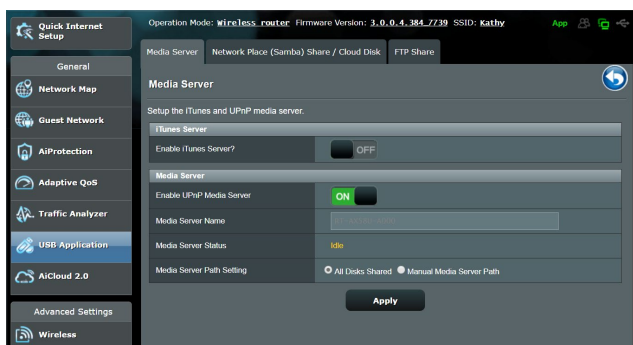 Quick Internet
Setup
Operation Mode: Wireless router Firmware Version: 3.0.0.4.384_7739 SSID: Kathy
App
Media Server
Network Place (Samba) Share / Cloud Disk
FTP Share
General
Network Map
Guest Network
AiProtection
Adaptive QoS
Traffic Analyzer
USB Application
AiCloud 2.0
Advanced Settings
Wireless
Media Server
Setup the iTunes and UPnP media server.
iTunes Server
Enable iTunes Server?
OFF
Media Server
Enable UPnP Media Server
ON
Media Server Name
Media Server Status
Idle
Media Server Path Setting
All Disks Shared
Manual Media Server Path
Apply